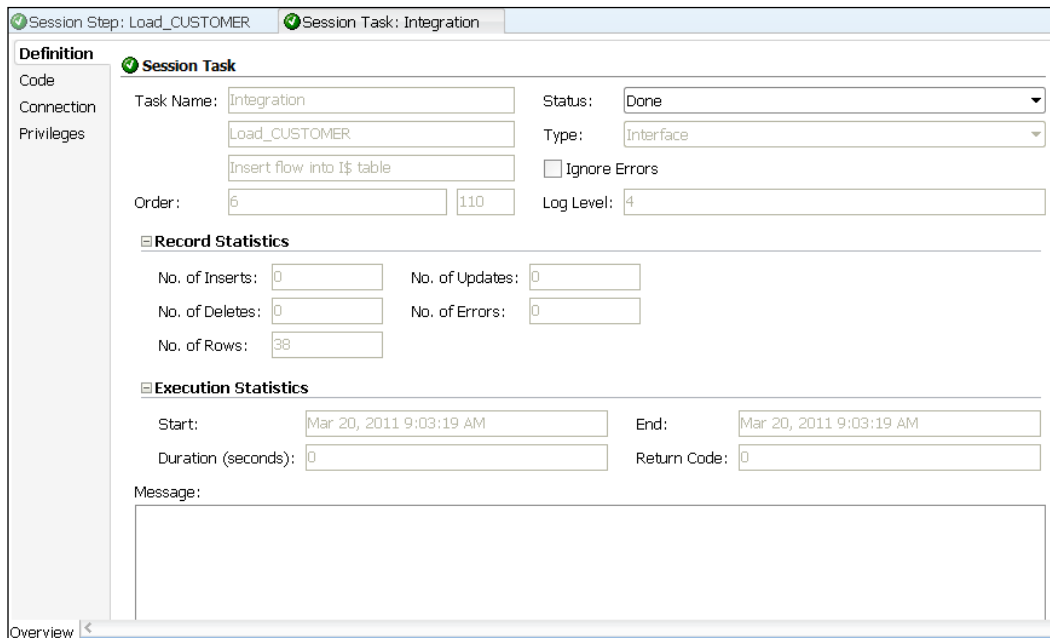 Session Step: Load_CUSTOMER Session Task: Integration
Definition
Code
Connection
Privileges
Session Task
Task Name: Integration Status: Done
Load_CUSTOMER Type: Interface
Insert flow into I$ table Ignore Errors
Order: 6 110 Log Level: 4
Record Statistics
No. of Inserts: 0 No. of Updates: 0
No. of Deletes: 0 No. of Errors: 0
No. of Rows: 38
Execution Statistics
Start: Mar 20, 2011 9:03:19 AM End: Mar 20, 2011 9:03:19 AM
Duration (seconds): 0 Return Code: 0
Message:
Overview